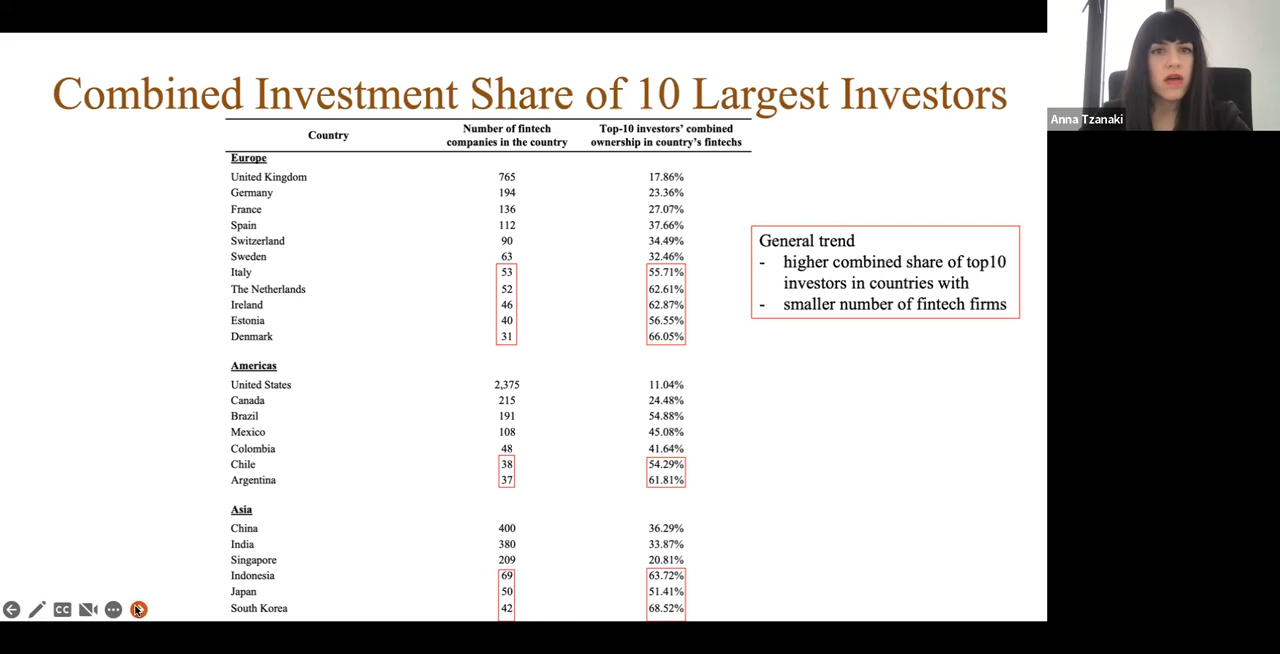 Combined Investment Share of 10 Largest Investors
Anna Tzanaki
Country
Number of fintech
companies in the country
Top-10 investors' combined
ownership in country's fintechs
Europe
United Kingdom 765 17.86%
Germany 194 23.36%
France 136 27.07%
Spain 112 37.66%
Switzerland 90 34.49%
Sweden 63 32.46%
Italy 53 55.71%
The Netherlands 52 62.61%
Ireland 46 62.87%
Estonia 40 56.55%
Denmark 31 66.05%
General trend
- higher combined share of top10
investors in countries with
- smaller number of fintech firms
Americas
United States 2,375 11.04%
Canada 215 24.48%
Brazil 191 54.88%
Mexico 108 45.08%
Colombia 48 41.64%
Chile 38 54.29%
Argentina 37 61.81%
Asia
China 400 36.29%
India 380 33.87%
Singapore 209 20.81%
Indonesia 69 63.72%
Japan 50 51.41%
South Korea 42 68.52%
CC